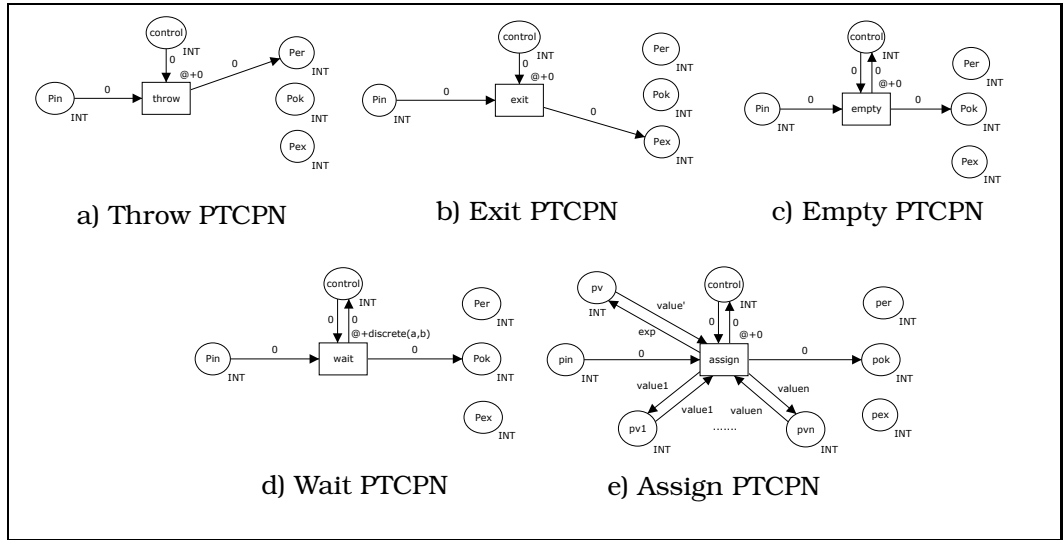 control
INT
0
@+0
Per
INT
0
Pin
INT
0
throw
Pok
INT
Pex
INT
a) Throw PTCPN
control
INT
0
@+0
Per
INT
Pin
INT
0
exit
Pok
INT
0
Pex
INT
b) Exit PTCPN
control
INT
0
0
@+0
Per
INT
Pin
INT
0
empty
0
Pok
INT
Pex
INT
c) Empty PTCPN
control
INT
0
0
@+discrete(a,b)
Per
INT
Pin
INT
0
wait
0
Pok
INT
Pex
INT
d) Wait PTCPN
pv
INT
value'
exp
control
INT
0
0
@+0
per
INT
pin
INT
0
assign
0
pok
INT
value1
value1
valuen
valuen
pv1
INT
.......
pvn
INT
pex
INT
e) Assign PTCPN